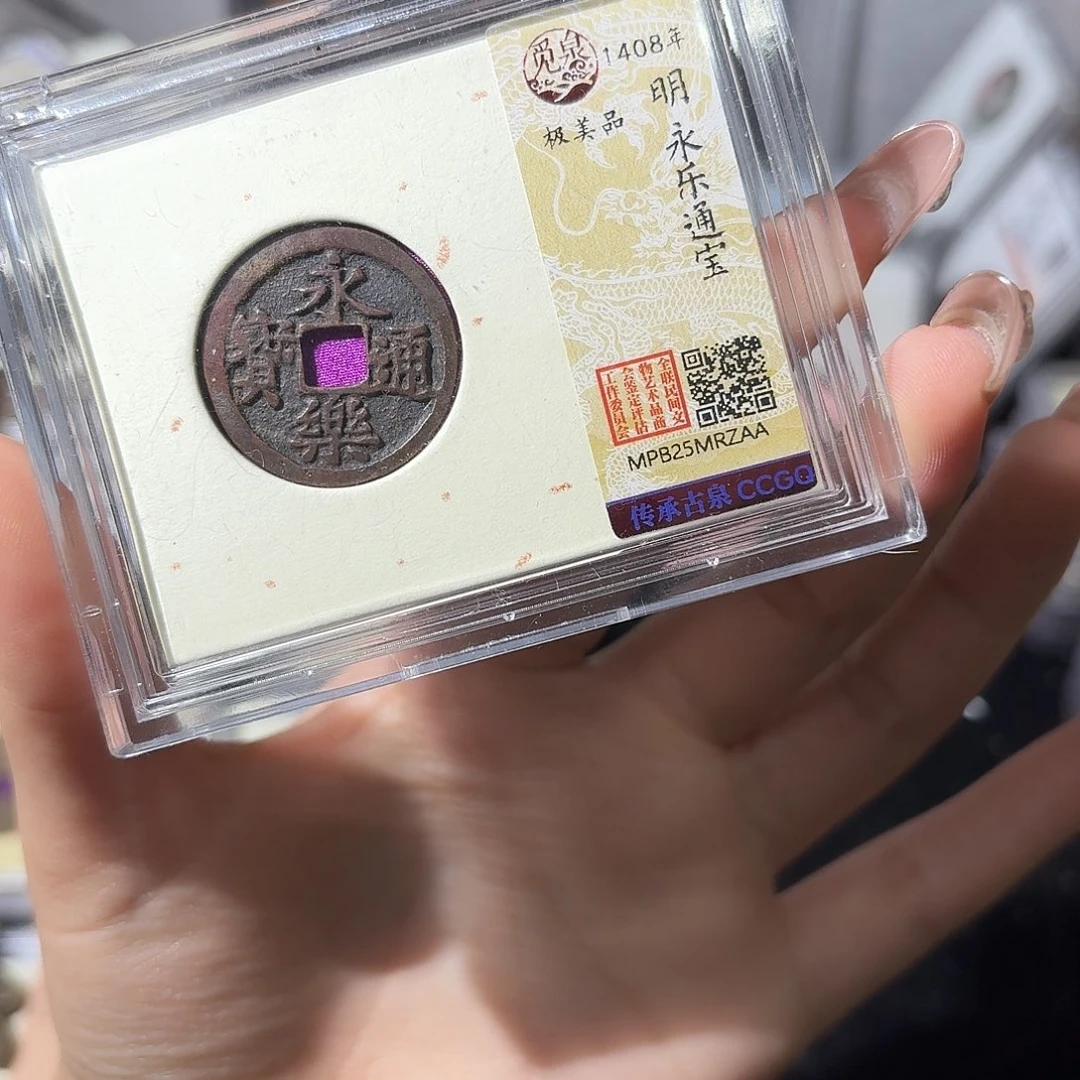 永樂通寶
觅泉
1408年
极美品
明 永乐通宝
全联民间文
物艺术品商
会鉴定评估
工作委员会
MPB25MRZAA
传承古泉 CCGQ